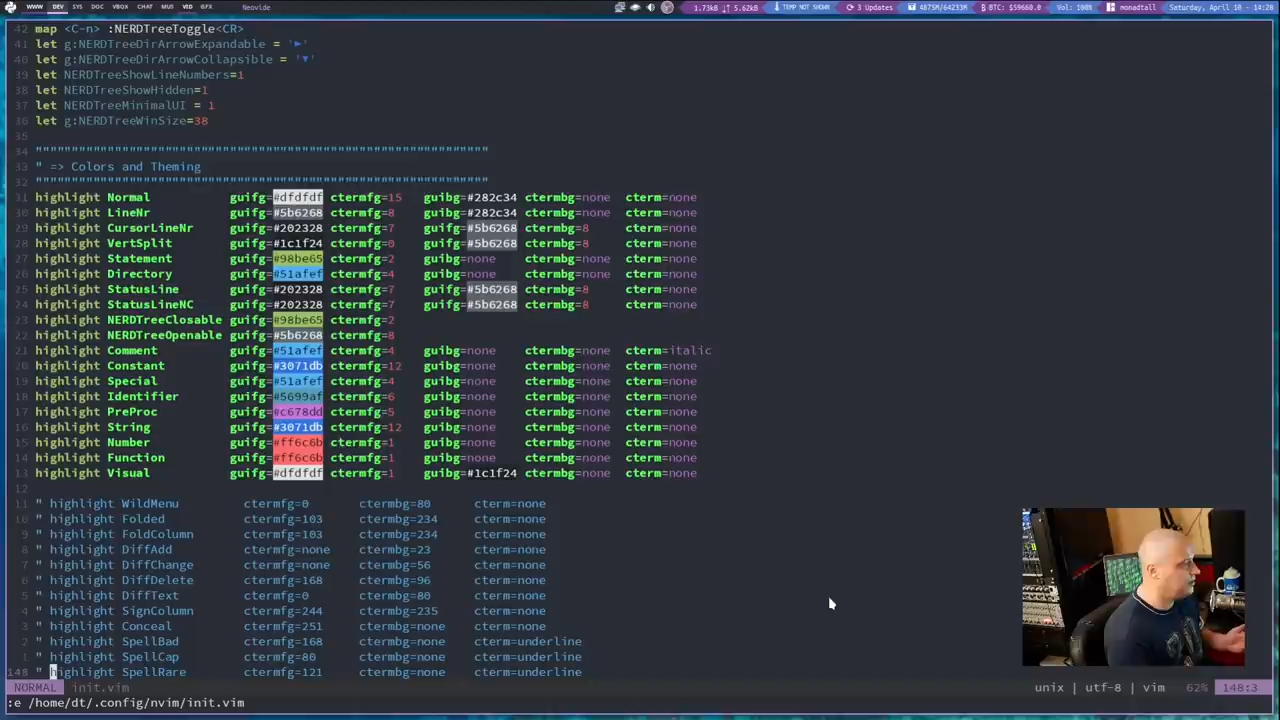 WWW DEV SYS DOC VBOX CHAT MUS VID GFX Neovide 1.73kB 5.62kB TEMP NOT SHOWN 3 Updates 4875M/64233M BTC: $59660.0 Vol: 100% monadtall Saturday, April 10 - 14:28
42 map <C-n> :NERDTreeToggle<CR>
41 let g:NERDTreeDirArrowExpandable = '►'
40 let g:NERDTreeDirArrowCollapsible = '▼'
39 let NERDTreeShowLineNumbers=1
38 let NERDTreeShowHidden=1
37 let NERDTreeMinimalUI = 1
36 let g:NERDTreeWinSize=38
35
34 """""""""""""""""""""""""""""""""""""""""""""""""""""""""""""""
33 " => Colors and Theming
32 """""""""""""""""""""""""""""""""""""""""""""""""""""""""""""""
31 highlight Normal guifg=#dfdfdf ctermfg=15 guibg=#282c34 ctermbg=none cterm=none
30 highlight LineNr guifg=#5b6268 ctermfg=8 guibg=#282c34 ctermbg=none cterm=none
29 highlight CursorLineNr guifg=#202328 ctermfg=7 guibg=#5b6268 ctermbg=8 cterm=none
28 highlight VertSplit guifg=#1c1f24 ctermfg=0 guibg=#5b6268 ctermbg=8 cterm=none
27 highlight Statement guifg=#98be65 ctermfg=2 guibg=none ctermbg=none cterm=none
26 highlight Directory guifg=#51afef ctermfg=4 guibg=none ctermbg=none cterm=none
25 highlight StatusLine guifg=#202328 ctermfg=7 guibg=#5b6268 ctermbg=8 cterm=none
24 highlight StatusLineNC guifg=#202328 ctermfg=7 guibg=#5b6268 ctermbg=8 cterm=none
23 highlight NERDTreeClosable guifg=#98be65 ctermfg=2
22 highlight NERDTreeOpenable guifg=#5b6268 ctermfg=8
21 highlight Comment guifg=#51afef ctermfg=4 guibg=none ctermbg=none cterm=italic
20 highlight Constant guifg=#3071db ctermfg=12 guibg=none ctermbg=none cterm=none
19 highlight Special guifg=#51afef ctermfg=4 guibg=none ctermbg=none cterm=none
18 highlight Identifier guifg=#5699af ctermfg=6 guibg=none ctermbg=none cterm=none
17 highlight PreProc guifg=#c678dd ctermfg=5 guibg=none ctermbg=none cterm=none
16 highlight String guifg=#3071db ctermfg=12 guibg=none ctermbg=none cterm=none
15 highlight Number guifg=#ff6c6b ctermfg=1 guibg=none ctermbg=none cterm=none
14 highlight Function guifg=#ff6c6b ctermfg=1 guibg=none ctermbg=none cterm=none
13 highlight Visual guifg=#dfdfdf ctermfg=1 guibg=#1c1f24 ctermbg=none cterm=none
12
11 " highlight WildMenu ctermfg=0 ctermbg=80 cterm=none
10 " highlight Folded ctermfg=103 ctermbg=234 cterm=none
9 " highlight FoldColumn ctermfg=103 ctermbg=234 cterm=none
8 " highlight DiffAdd ctermfg=none ctermbg=23 cterm=none
7 " highlight DiffChange ctermfg=none ctermbg=56 cterm=none
6 " highlight DiffDelete ctermfg=168 ctermbg=96 cterm=none
5 " highlight DiffText ctermfg=0 ctermbg=80 cterm=none
4 " highlight SignColumn ctermfg=244 ctermbg=235 cterm=none
3 " highlight Conceal ctermfg=251 ctermbg=none cterm=none
2 " highlight SpellBad ctermfg=168 ctermbg=none cterm=underline
1 " highlight SpellCap ctermfg=80 ctermbg=none cterm=underline
148 " highlight SpellRare ctermfg=121 ctermbg=none cterm=underline
NORMAL init.vim unix | utf-8 | vim 62% 148:3
:e /home/dt/.config/nvim/init.vim